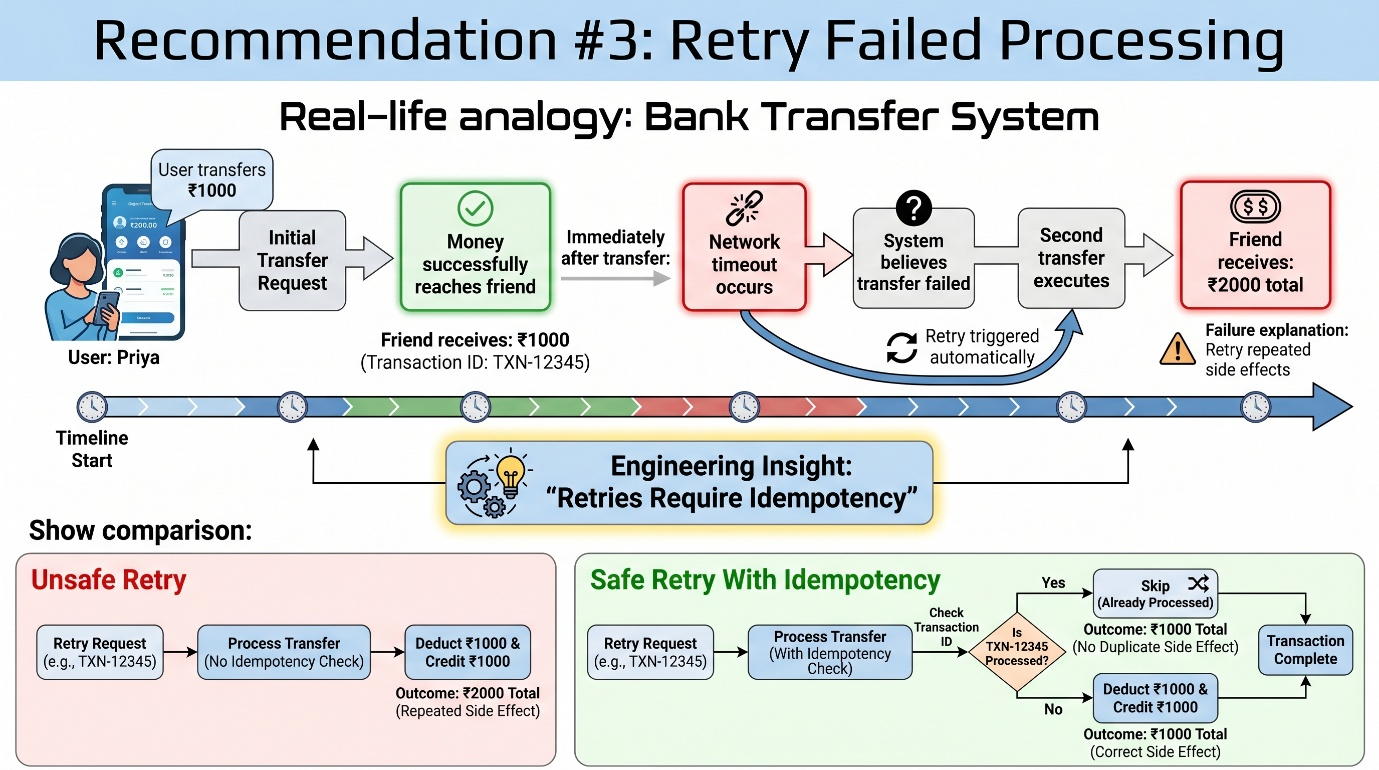 Recommendation #3: Retry Failed Processing
Real-life analogy: Bank Transfer System
User transfers
₹1000
₹200.00
User: Priya
Initial
Transfer
Request
Money
successfully
reaches friend
Friend receives: ₹1000
(Transaction ID: TXN-12345)
Immediately
after transfer:
Network
timeout
occurs
?
System
believes
transfer failed
Retry triggered
automatically
Second
transfer
executes
$ $
Friend
receives:
₹2000 total
Failure explanation:
Retry repeated
side effects
Timeline
Start
Engineering Insight:
“Retries Require Idempotency”
Show comparison:
Unsafe Retry
Retry Request
(e.g., TXN-12345)
Process Transfer
(No Idempotency Check)
Deduct ₹1000 &
Credit ₹1000
Outcome: ₹2000 Total
(Repeated Side Effect)
Safe Retry With Idempotency
Retry Request
(e.g., TXN-12345)
Process Transfer
(With Idempotency
Check)
Check
Transaction
ID
Is
TXN-12345
Processed?
Yes
Skip
(Already Processed)
Outcome: ₹1000 Total
(No Duplicate Side Effect)
No
Deduct ₹1000 &
Credit ₹1000
Outcome: ₹1000 Total
(Correct Side Effect)
Transaction
Complete